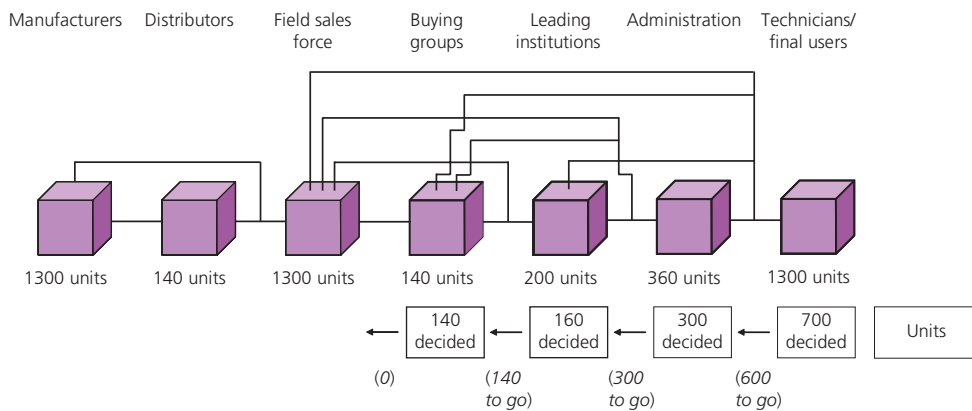 Manufacturers
Distributors
Field sales
force
Buying
groups
Leading
institutions
Administration
Technicians/
final users
1300 units
140 units
1300 units
140 units
200 units
360 units
1300 units
140
decided
160
decided
300
decided
700
decided
Units
(0)
(140
to go)
(300
to go)
(600
to go)